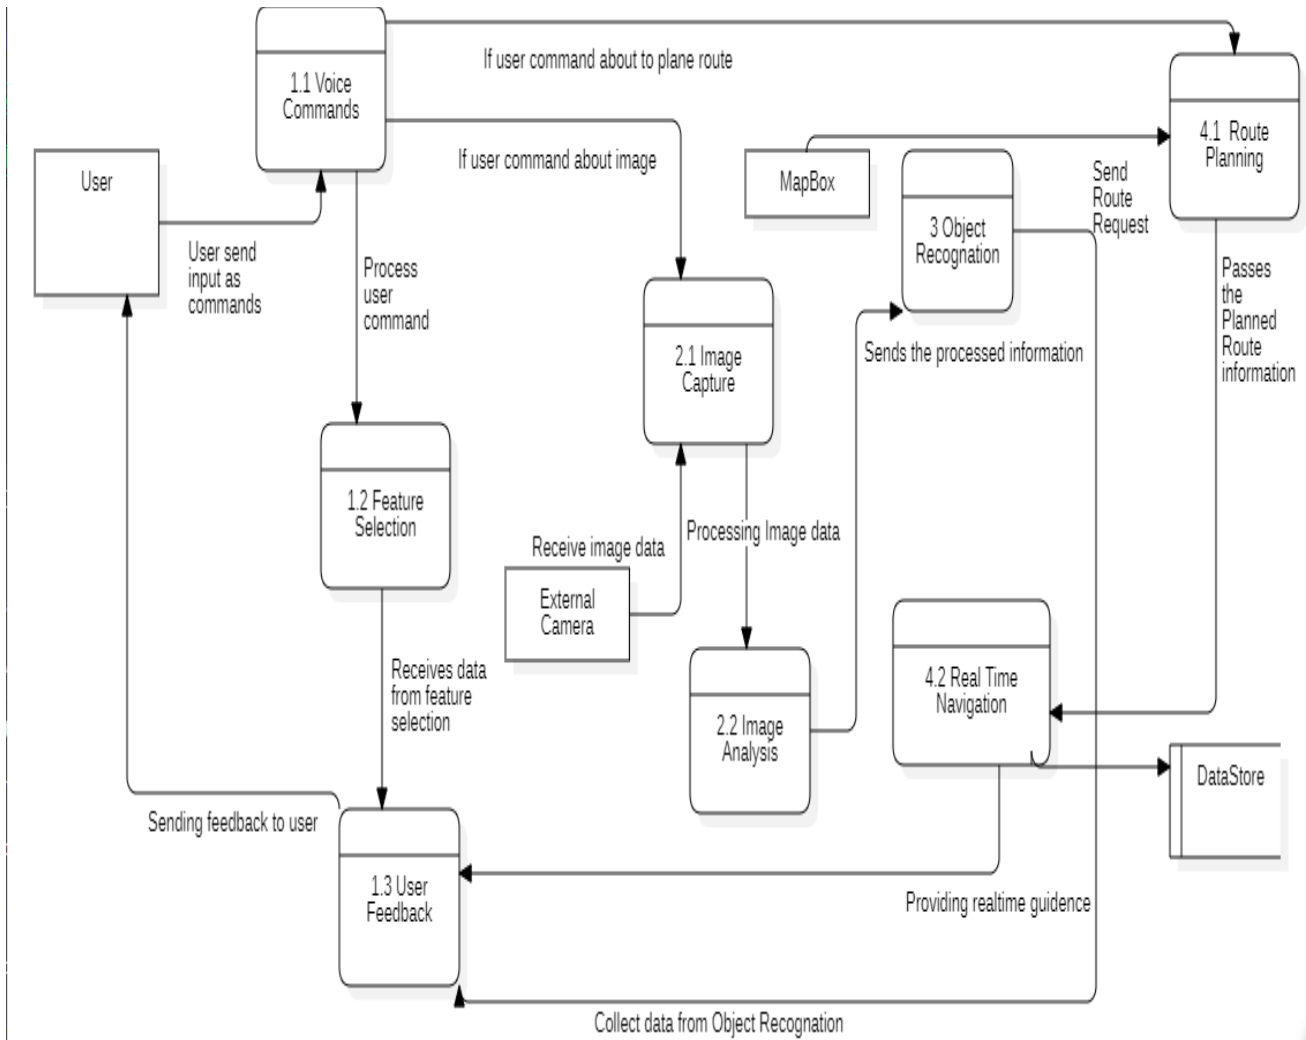 If user command about to plane route
1.1 Voice
Commands
4.1 Route
Planning
If user command about image
User
MapBox
Send
Route
Request
3 Object
Recognation
User send
input as
commands
Process
user
command
Passes
the
Planned
Route
information
2.1 Image
Capture
Sends the processed information
1.2 Feature
Selection
Processing Image data
Receive image data
External
Camera
Receives data
from feature
selection
4.2 Real Time
Navigation
2.2 Image
Analysis
DataStore
Sending feedback to user
1.3 User
Feedback
Providing realtime guidence
Collect data from Object Recognation